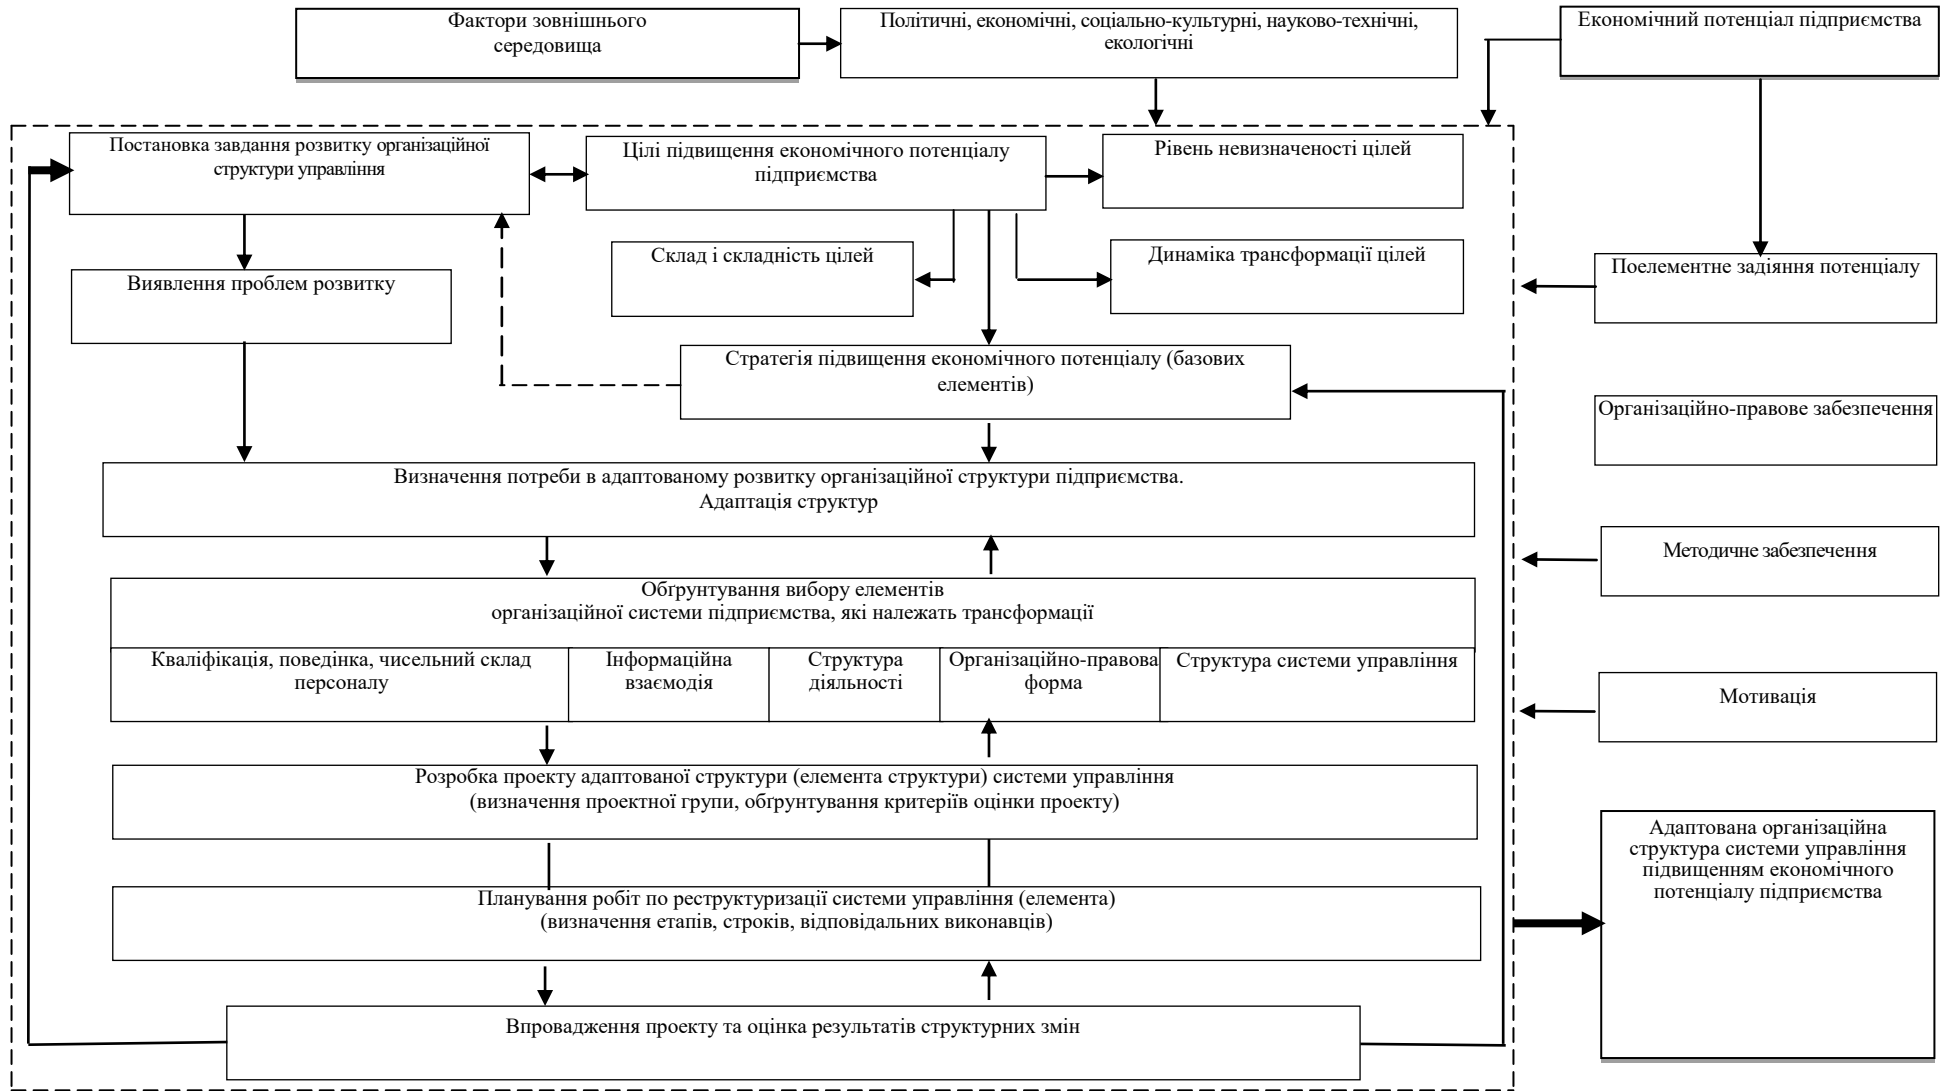 Фактори зовнішнього
середовища
Політичні, економічні, соціально-культурні, науково-технічні,
екологічні
Економічний потенціал підприємства
Постановка завдання розвитку організаційної
структури управління
Цілі підвищення економічного потенціалу
підприємства
Рівень невизначеності цілей
Склад і складність цілей
Динаміка трансформації цілей
Виявлення проблем розвитку
Поелементне задіяння потенціалу
Стратегія підвищення економічного потенціалу (базових
елементів)
Організаційно-правове забезпечення
Визначення потреби в адаптованому розвитку організаційної структури підприємства.
Адаптація структур
Методичне забезпечення
Обґрунтування вибору елементів
організаційної системи підприємства, які належать трансформації
Кваліфікація, поведінка, чисельний склад
персоналу
Інформаційна
взаємодія
Структура
діяльності
Організаційно-правова
форма
Структура системи управління
Мотивація
Розробка проекту адаптованої структури (елемента структури) системи управління
(визначення проектної групи, обґрунтування критеріїв оцінки проекту)
Адаптована організаційна
структура системи управління
підвищенням економічного
потенціалу підприємства
Планування робіт по реструктуризації системи управління (елемента)
(визначення етапів, строків, відповідальних виконавців)
Впровадження проекту та оцінка результатів структурних змін